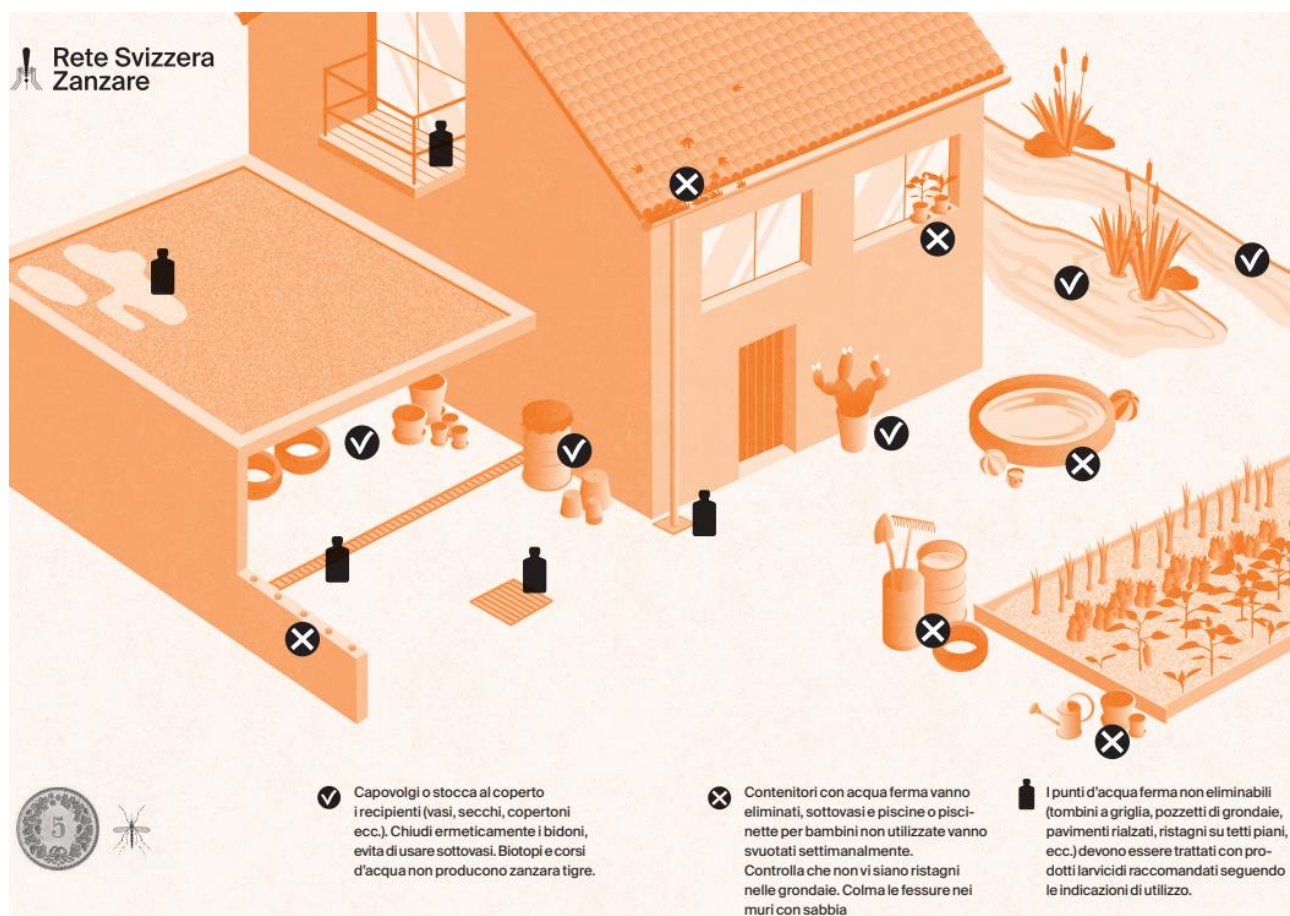 Rete Svizzera
Zanzare
5
Capovolgi o stocca al coperto
i recipienti (vasi, secchi, copertoni
ecc.). Chiudi ermeticamente i bidoni,
evita di usare sottovasi. Biotopi e corsi
d'acqua non producono zanzara tigre.
Contenitori con acqua ferma vanno
eliminati, sottovasi e piscine o pisci-
nette per bambini non utilizzate vanno
svuotati settimanalmente.
Controlla che non vi siano ristagni
nelle grondaie. Colma le fessure nei
muri con sabbia
I punti d'acqua ferma non eliminabili
(tombini a griglia, pozzetti di grondaie,
pavimenti rialzati, ristagni su tetti piani,
ecc.) devono essere trattati con pro-
dotti larvicidi raccomandati seguendo
le indicazioni di utilizzo.